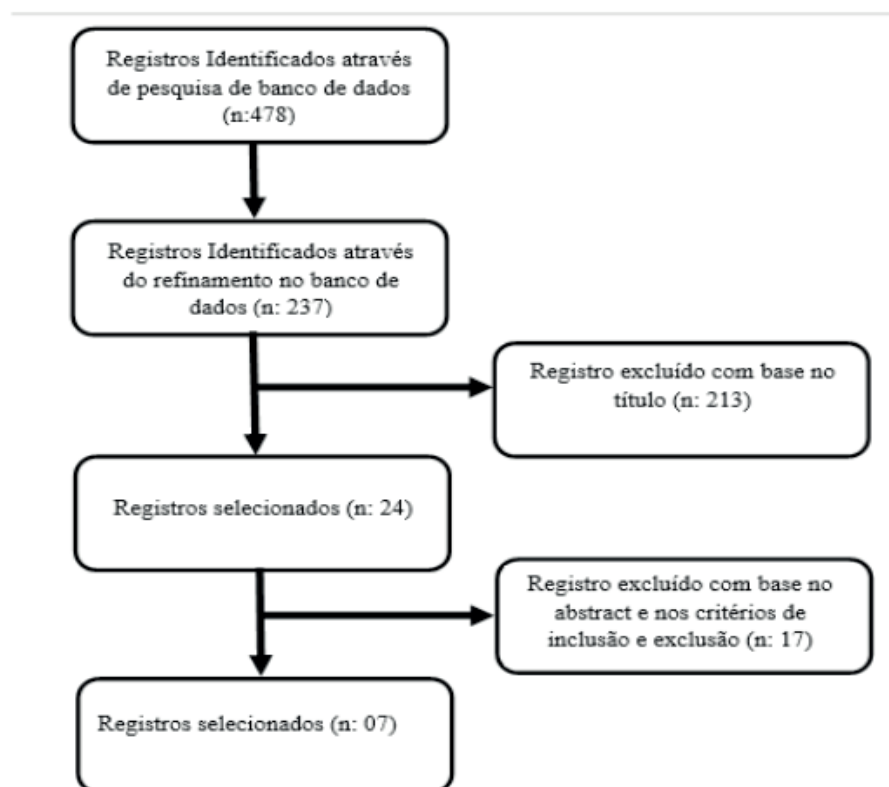 Registros Identificados através
de pesquisa de banco de dados
(n:478)
Registros Identificados através
do refinamento no banco de
dados (n: 237)
Registro excluído com base no
título (n: 213)
Registros selecionados (n: 24)
Registro excluído com base no
abstract e nos critérios de
inclusão e exclusão (n: 17)
Registros selecionados (n: 07)